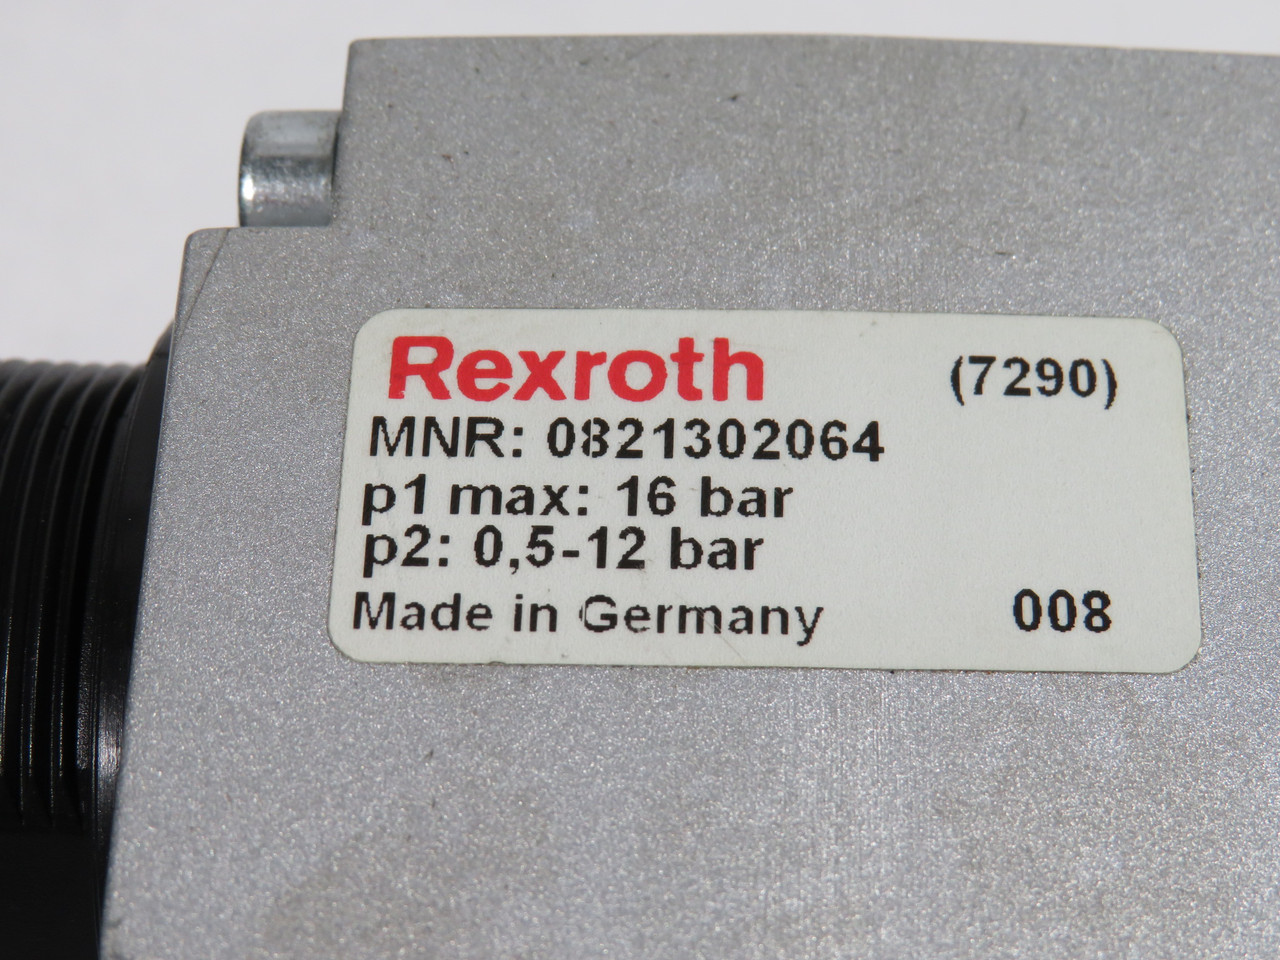 Rexroth (7290)
MNR: 0821302064
p1 max: 16 bar
p2: 0,5-12 bar
Made in Germany 008